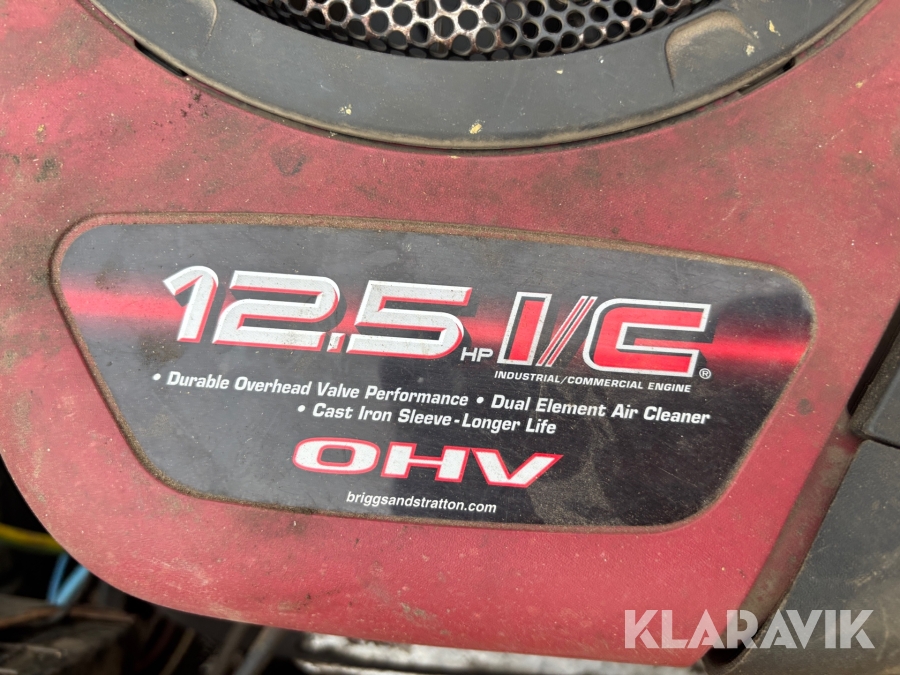 12.5 HP I/C®
INDUSTRIAL/COMMERCIAL ENGINE
• Durable Overhead Valve Performance • Dual Element Air Cleaner
• Cast Iron Sleeve - Longer Life
OHV
briggsandstratton.com
KLARAVIK